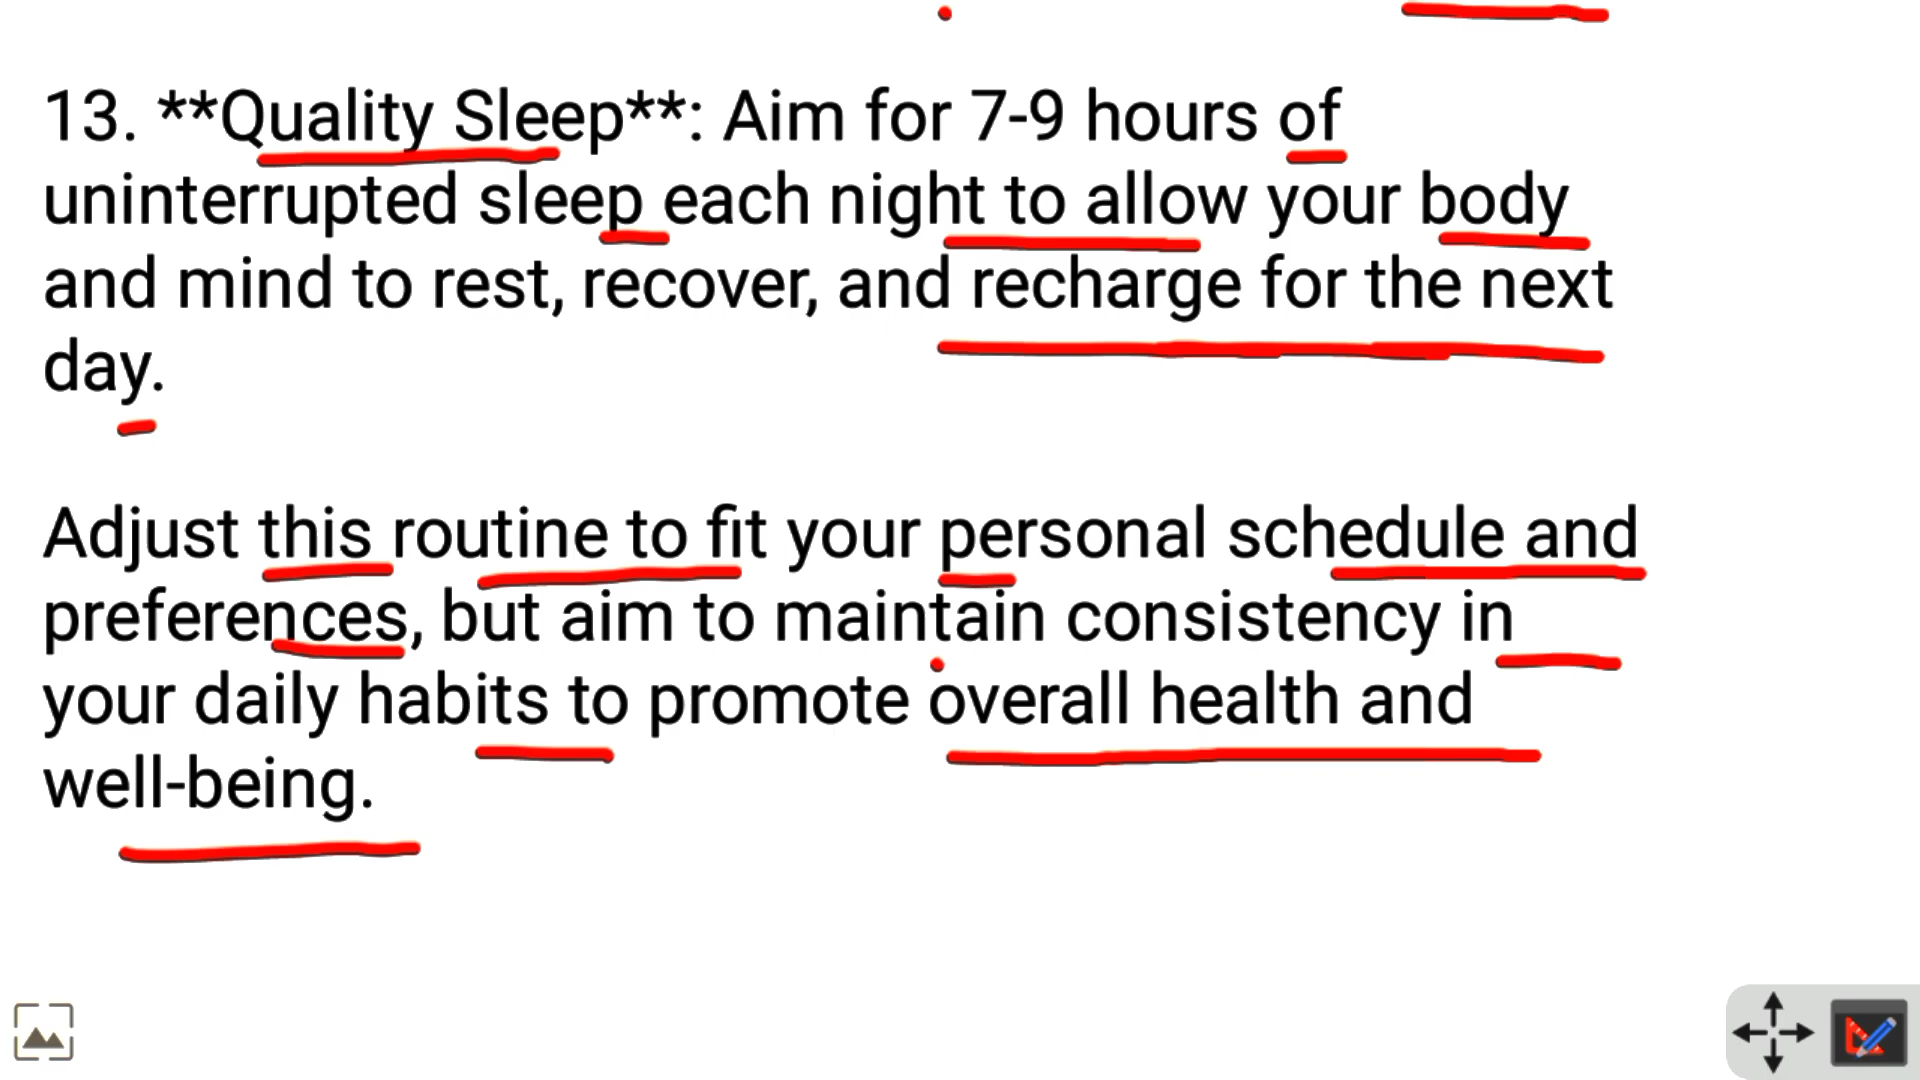 13. **Quality Sleep**: Aim for 7-9 hours of
uninterrupted sleep each night to allow your body
and mind to rest, recover, and recharge for the next
day.
Adjust this routine to fit your personal schedule and
preferences, but aim to maintain consistency in
your daily habits to promote overall health and
well-being.